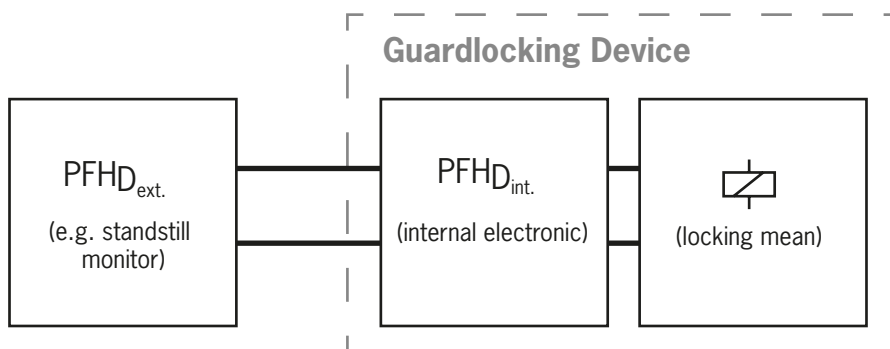 Guardlocking Device
PFHDext.
(e.g. standstill
monitor)
PFHDint.
(internal electronic)
(locking mean)